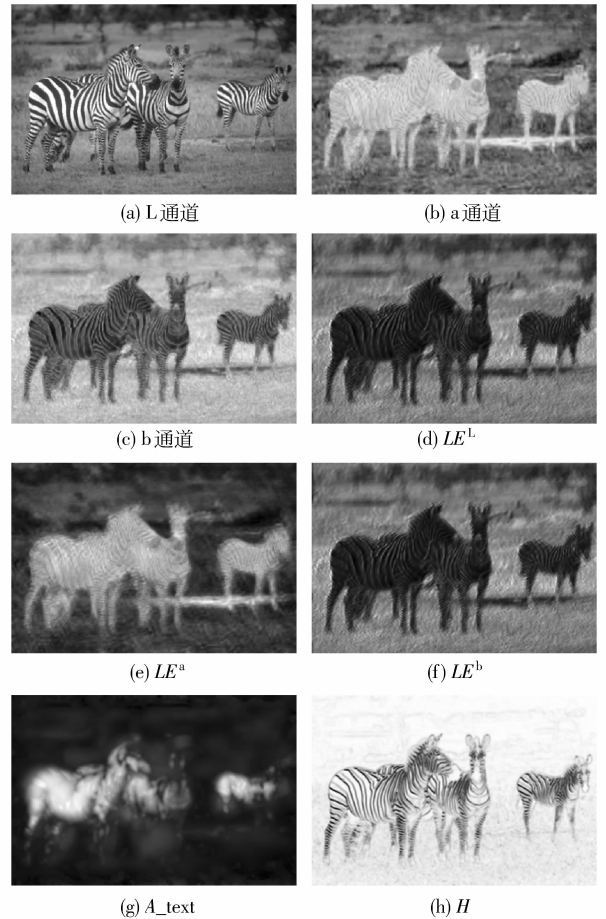 (a) L通道
(b) a通道
(c) b通道
(d) LE^L
(e) LE^a
(f) LE^b
(g) A_text
(h) H